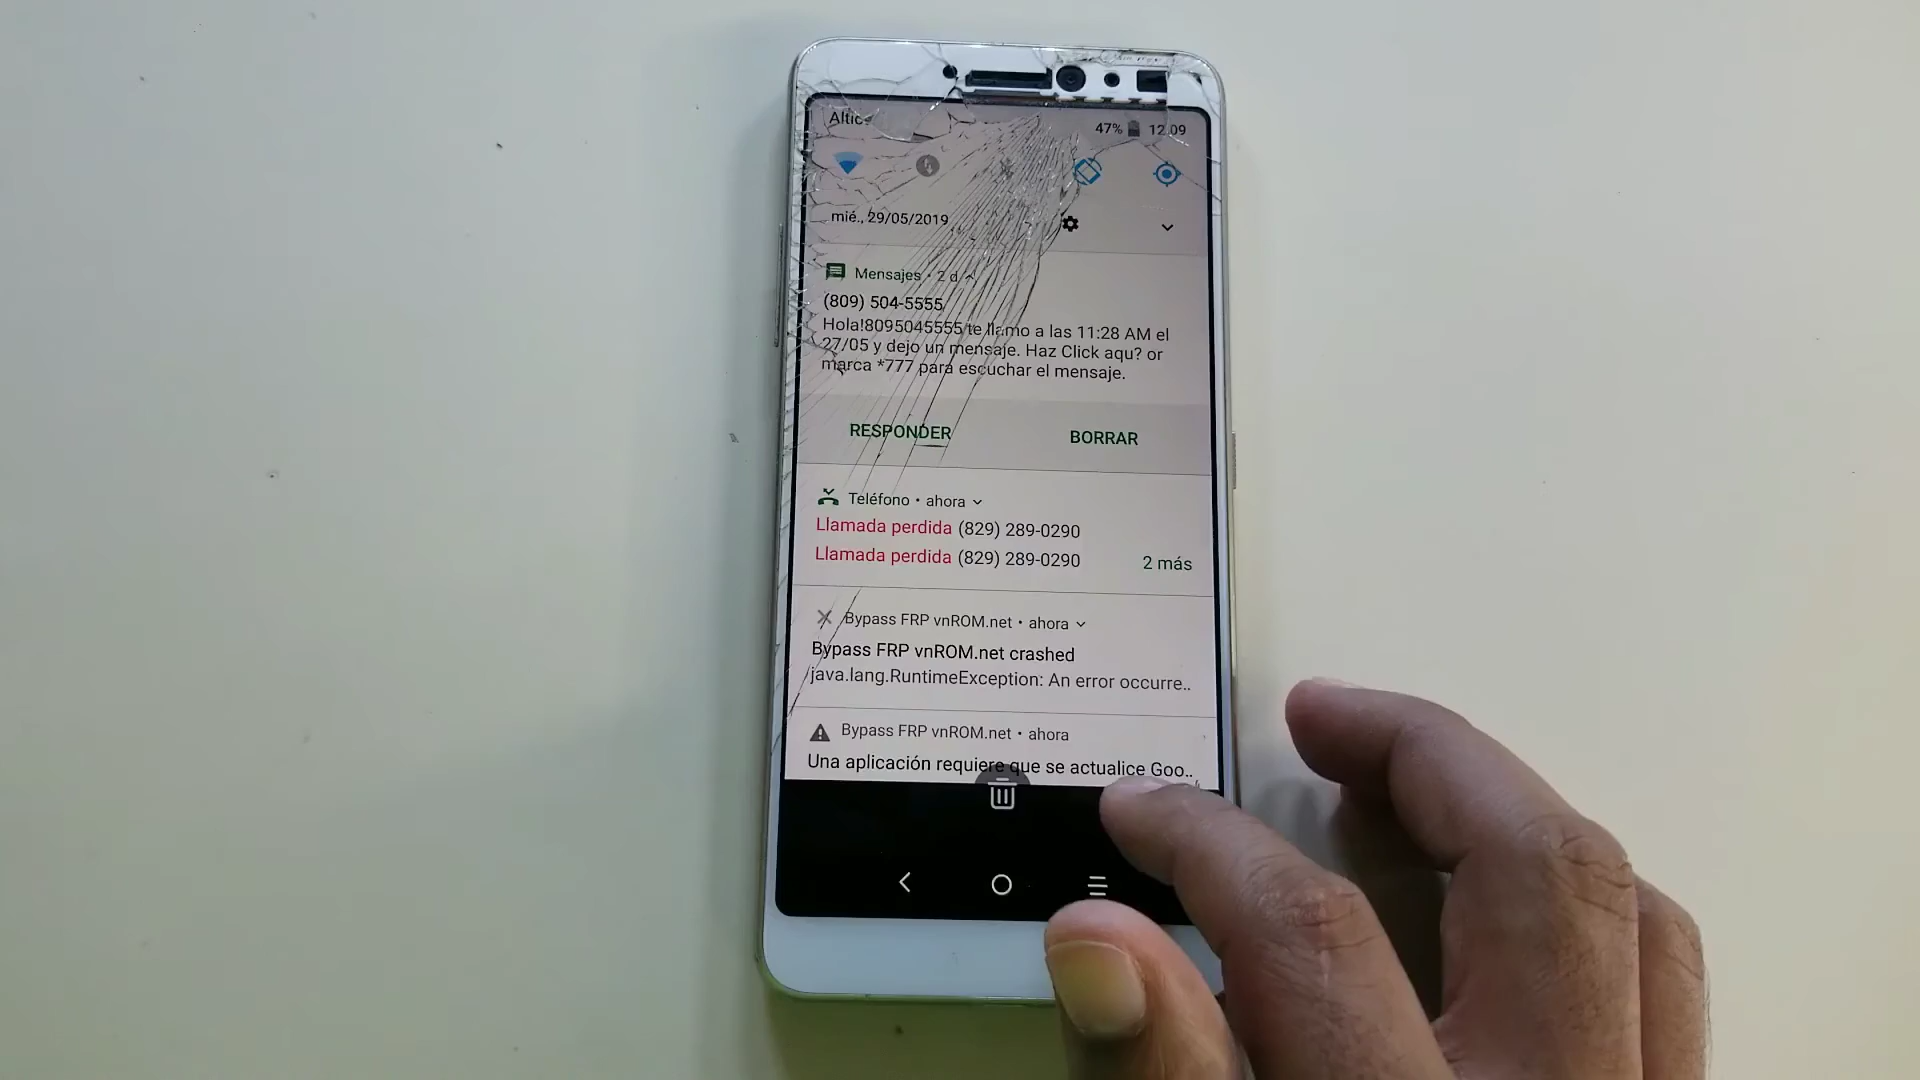 Altice
47% 12:09
mié., 29/05/2019
Mensajes • 2 d
(809) 504-5555
Hola!8095045555 te llamo a las 11:28 AM el
27/05 y dejo un mensaje. Haz Click aqu? or
marca *777 para escuchar el mensaje.
RESPONDER BORRAR
Teléfono • ahora
Llamada perdida (829) 289-0290
Llamada perdida (829) 289-0290 2 más
Bypass FRP vnROM.net • ahora
Bypass FRP vnROM.net crashed
java.lang.RuntimeException: An error occurre..
Bypass FRP vnROM.net • ahora
Una aplicación requiere que se actualice Goo..